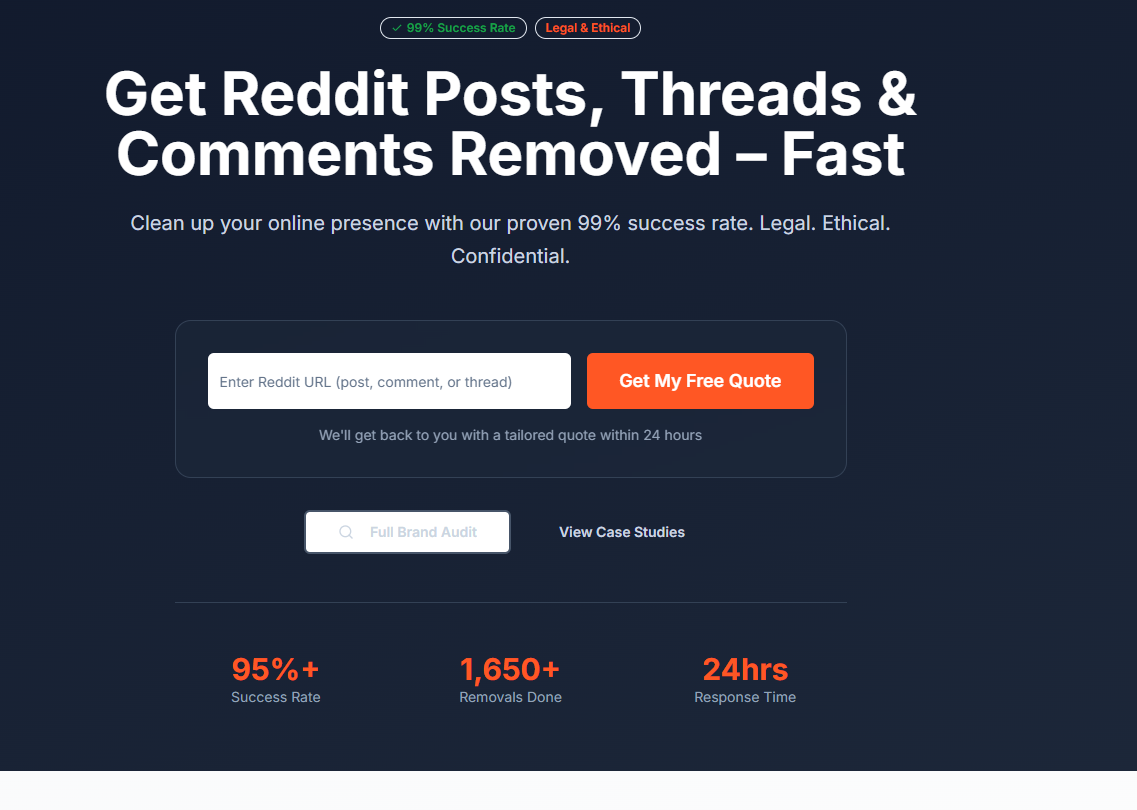 ✓ 99% Success Rate Legal & Ethical
Get Reddit Posts, Threads &
Comments Removed – Fast
Clean up your online presence with our proven 99% success rate. Legal. Ethical.
Confidential.
Enter Reddit URL (post, comment, or thread) Get My Free Quote
We'll get back to you with a tailored quote within 24 hours
Full Brand Audit View Case Studies
95%+ 1,650+ 24hrs
Success Rate Removals Done Response Time